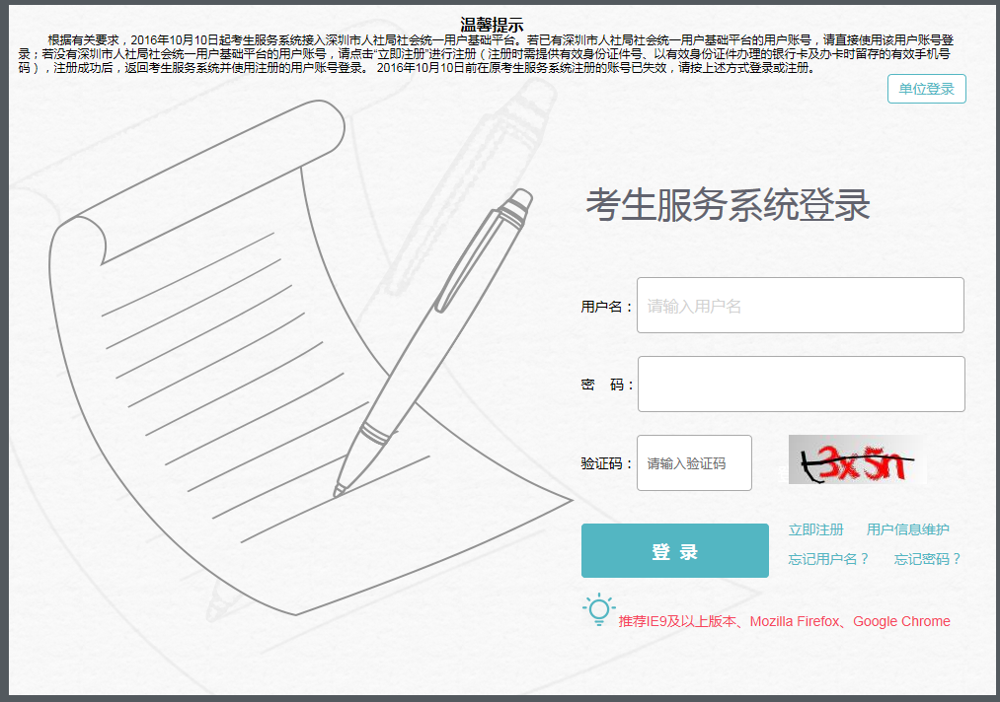 温馨提示
根据有关要求，2016年10月10日起考生服务系统接入深圳市人社局社会统一用户基础平台。若已有深圳市人社局社会统一用户基础平台的用户账号，请直接使用该用户账号登
录；若没有深圳市人社局社会统一用户基础平台的用户账号，请点击“立即注册”进行注册（注册时需提供有效身份证件号、以有效身份证件办理的银行卡及办卡时留存的有效手机号
码），注册成功后，返回考生服务系统并使用注册的用户账号登录。 2016年10月10日前在原考生服务系统注册的账号已失效，请按上述方式登录或注册。
单位登录
考生服务系统登录
用户名：
请输入用户名
密 码：
验证码：
请输入验证码
3x5n
登 录
立即注册 用户信息维护
忘记用户名？ 忘记密码？
推荐IE9及以上版本、Mozilla Firefox、Google Chrome